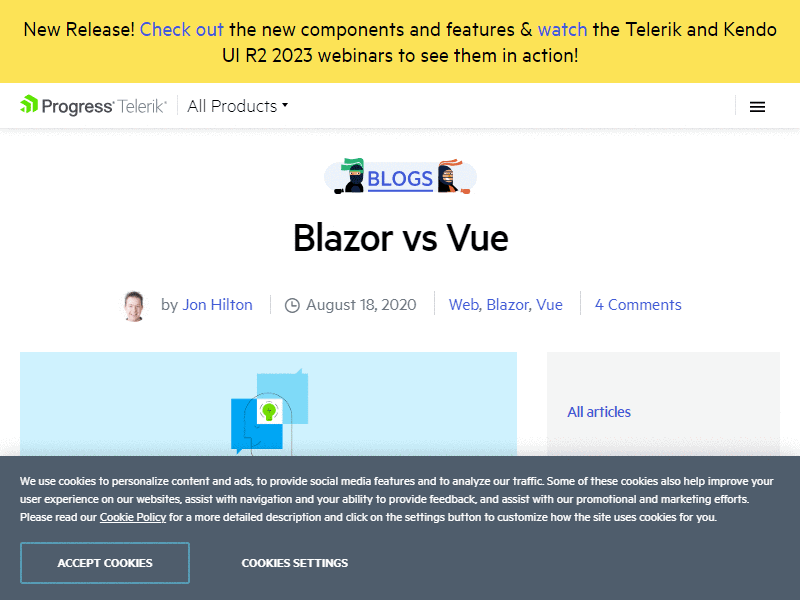 New Release! Check out the new components and features & watch the Telerik and Kendo
UI R2 2023 webinars to see them in action!
Progress Telerik All Products
BLOGS
Blazor vs Vue
by Jon Hilton August 18, 2020 Web, Blazor, Vue 4 Comments
All articles
We use cookies to personalize content and ads, to provide social media features and to analyze our traffic. Some of these cookies also help improve your
user experience on our websites, assist with navigation and your ability to provide feedback, and assist with our promotional and marketing efforts.
Please read our Cookie Policy for a more detailed description and click on the settings button to customize how the site uses cookies for you.
ACCEPT COOKIES COOKIES SETTINGS